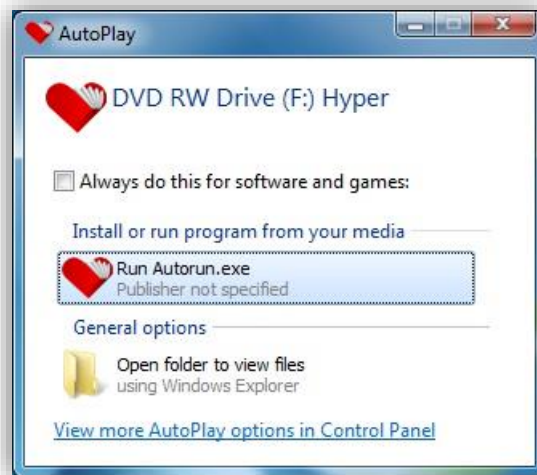 AutoPlay
DVD RW Drive (F:) Hyper
Always do this for software and games:
Install or run program from your media
Run Autorun.exe
Publisher not specified
General options
Open folder to view files
using Windows Explorer
View more AutoPlay options in Control Panel